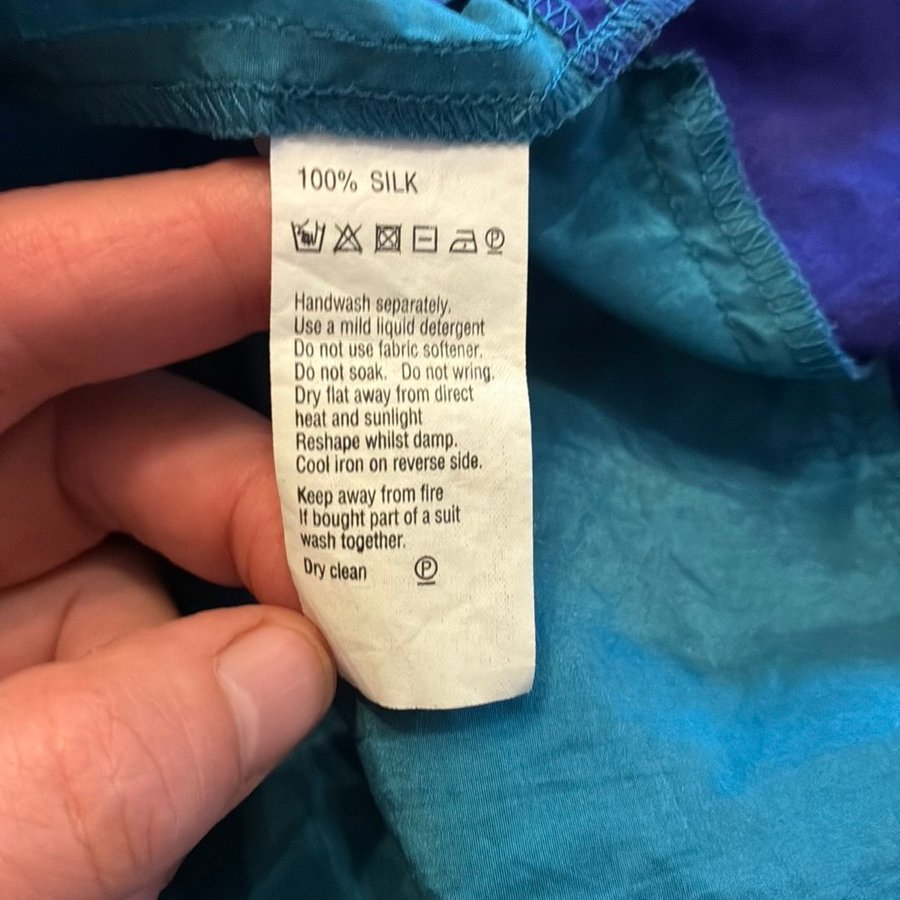 100% SILK
Handwash separately.
Use a mild liquid detergent
Do not use fabric softener.
Do not soak. Do not wring.
Dry flat away from direct
heat and sunlight
Reshape whilst damp.
Cool iron on reverse side.
Keep away from fire
If bought part of a suit
wash together.
Dry clean Ⓟ